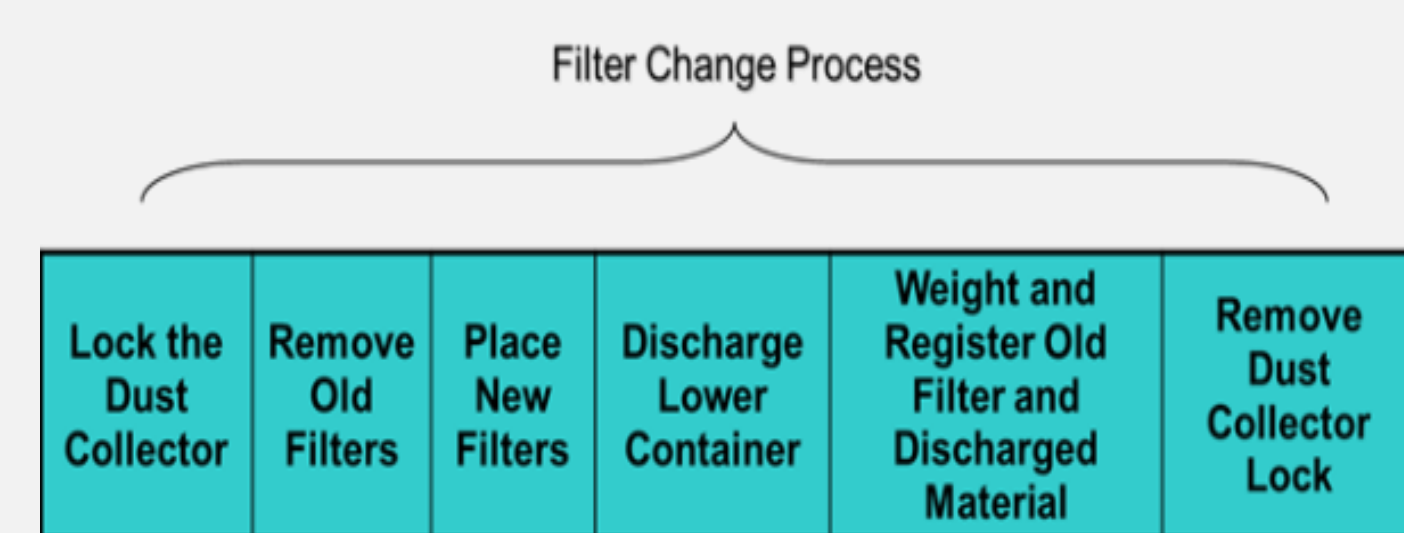 Filter Change Process
Lock the
Dust
Collector
Remove
Old
Filters
Place
New
Filters
Discharge
Lower
Container
Weight and
Register Old
Filter and
Discharged
Material
Remove
Dust
Collector
Lock